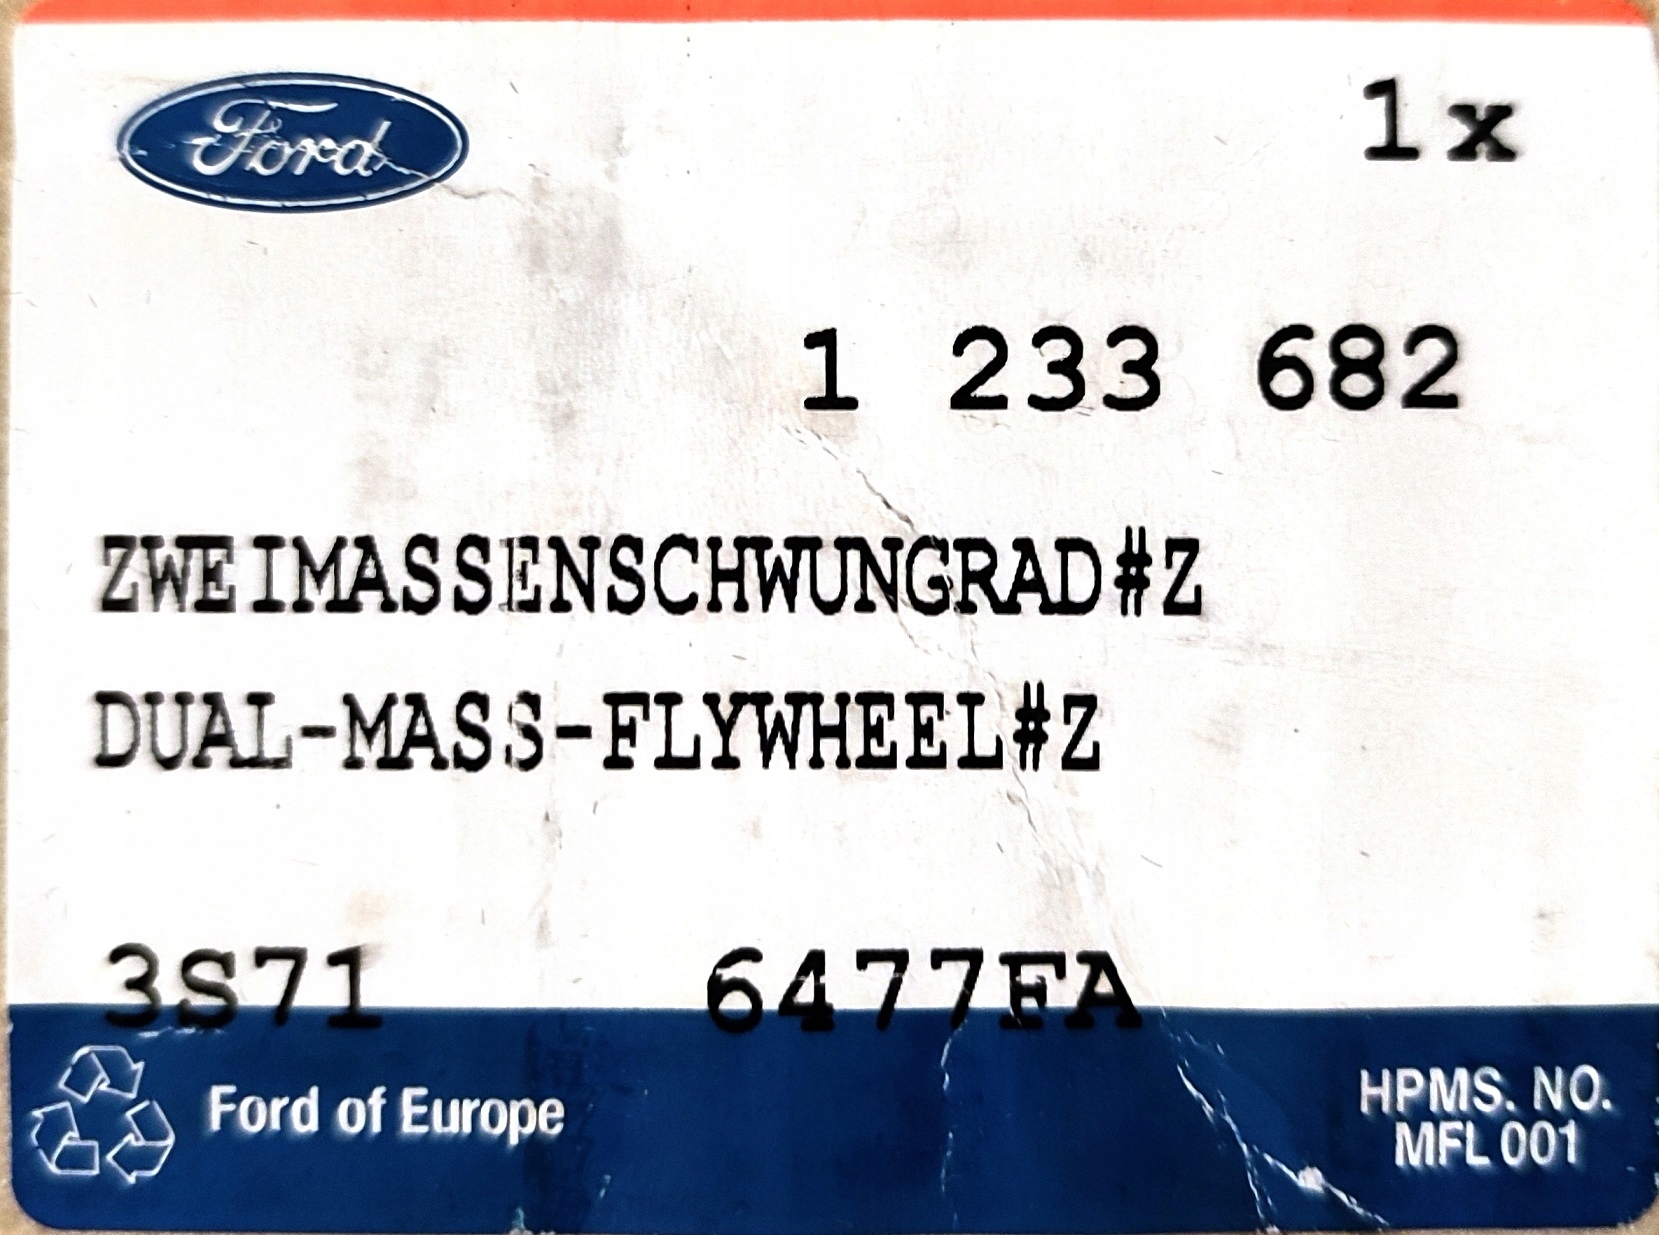 Ford
1x
1 233 682
ZWEIMASSENSCHWUNGRAD#Z
DUAL-MASS-FLYWHEEL#Z
3S71 6477FA
Ford of Europe
HPMS. NO.
MFL 001